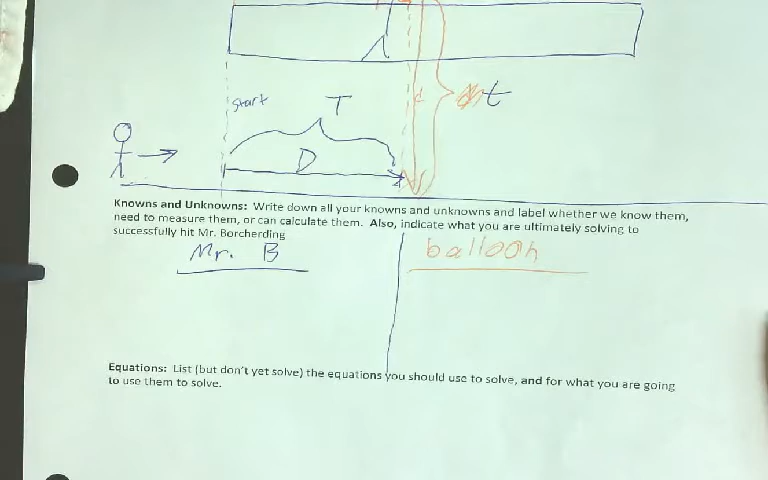 start
T
t
D
Knowns and Unknowns: Write down all your knowns and unknowns and label whether we know them,
need to measure them, or can calculate them. Also, indicate what you are ultimately solving to
successfully hit Mr. Borcherding
Mr. B
balloon
Equations: List (but don't yet solve) the equations you should use to solve, and for what you are going
to use them to solve.